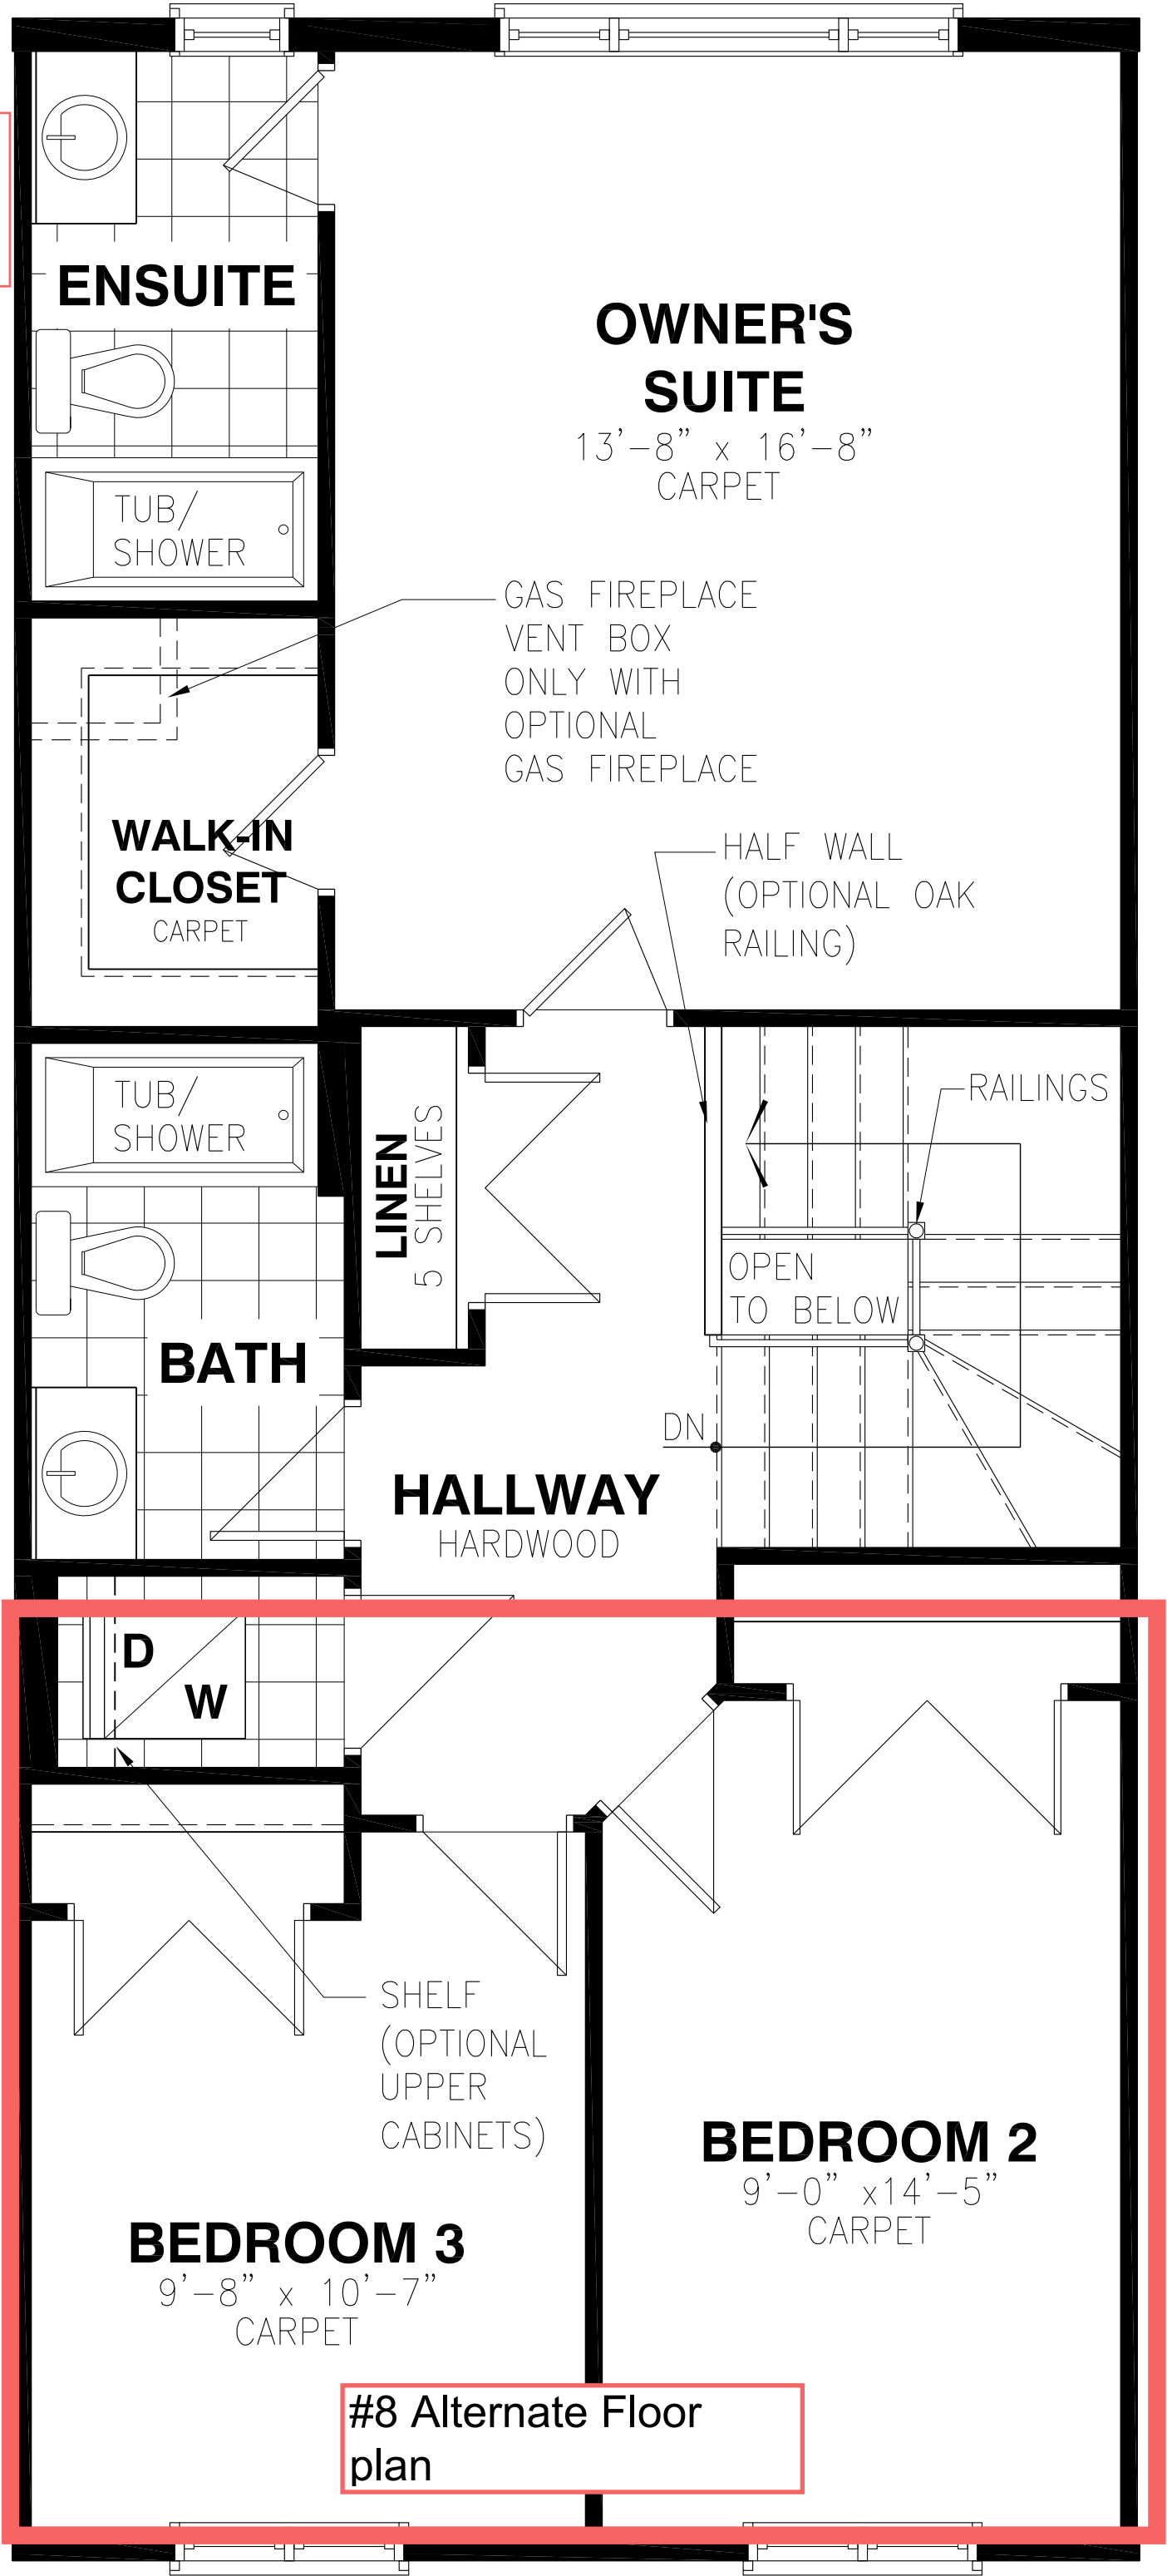 ENSUITE
OWNER'S
SUITE
13'-8" x 16'-8"
CARPET
TUB/
SHOWER
GAS FIREPLACE
VENT BOX
ONLY WITH
OPTIONAL
GAS FIREPLACE
WALK-IN
CLOSET
CARPET
HALF WALL
(OPTIONAL OAK
RAILING)
TUB/
SHOWER
LINEN
5 SHELVES
RAILINGS
OPEN
TO BELOW
BATH
DN
HALLWAY
HARDWOOD
D
W
SHELF
(OPTIONAL
UPPER
CABINETS)
BEDROOM 2
9'-0" x14'-5"
CARPET
BEDROOM 3
9'-8" x 10'-7"
CARPET
#8 Alternate Floor
plan